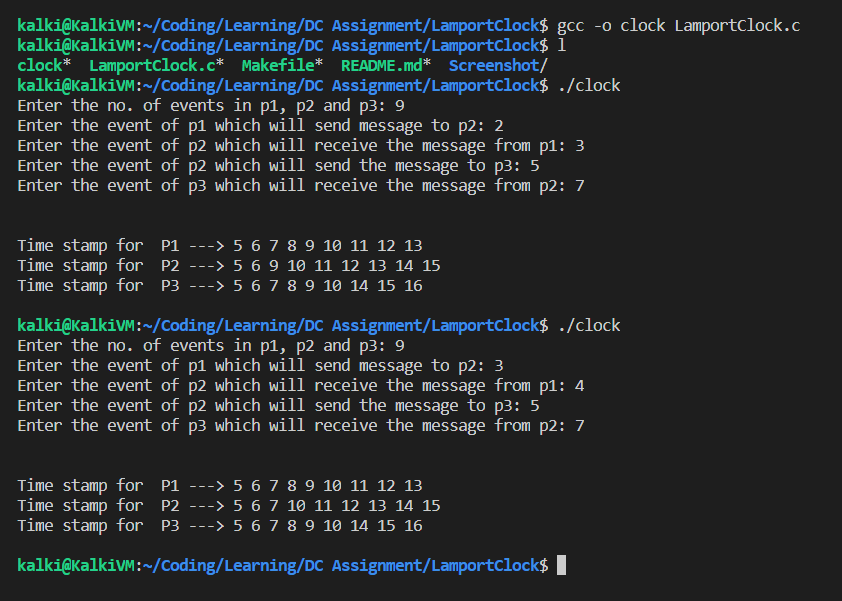 kalki@KalkiVM:~/Coding/Learning/DC Assignment/LamportClock$ gcc -o clock LamportClock.c
kalki@KalkiVM:~/Coding/Learning/DC Assignment/LamportClock$ l
clock*  LamportClock.c*  Makefile*  README.md*  Screenshot/
kalki@KalkiVM:~/Coding/Learning/DC Assignment/LamportClock$ ./clock
Enter the no. of events in p1, p2 and p3: 9
Enter the event of p1 which will send message to p2: 2
Enter the event of p2 which will receive the message from p1: 3
Enter the event of p2 which will send the message to p3: 5
Enter the event of p3 which will receive the message from p2: 7
Time stamp for  P1 ---> 5 6 7 8 9 10 11 12 13
Time stamp for  P2 ---> 5 6 9 10 11 12 13 14 15
Time stamp for  P3 ---> 5 6 7 8 9 10 14 15 16
kalki@KalkiVM:~/Coding/Learning/DC Assignment/LamportClock$ ./clock
Enter the no. of events in p1, p2 and p3: 9
Enter the event of p1 which will send message to p2: 3
Enter the event of p2 which will receive the message from p1: 4
Enter the event of p2 which will send the message to p3: 5
Enter the event of p3 which will receive the message from p2: 7
Time stamp for  P1 ---> 5 6 7 8 9 10 11 12 13
Time stamp for  P2 ---> 5 6 7 10 11 12 13 14 15
Time stamp for  P3 ---> 5 6 7 8 9 10 14 15 16
kalki@KalkiVM:~/Coding/Learning/DC Assignment/LamportClock$